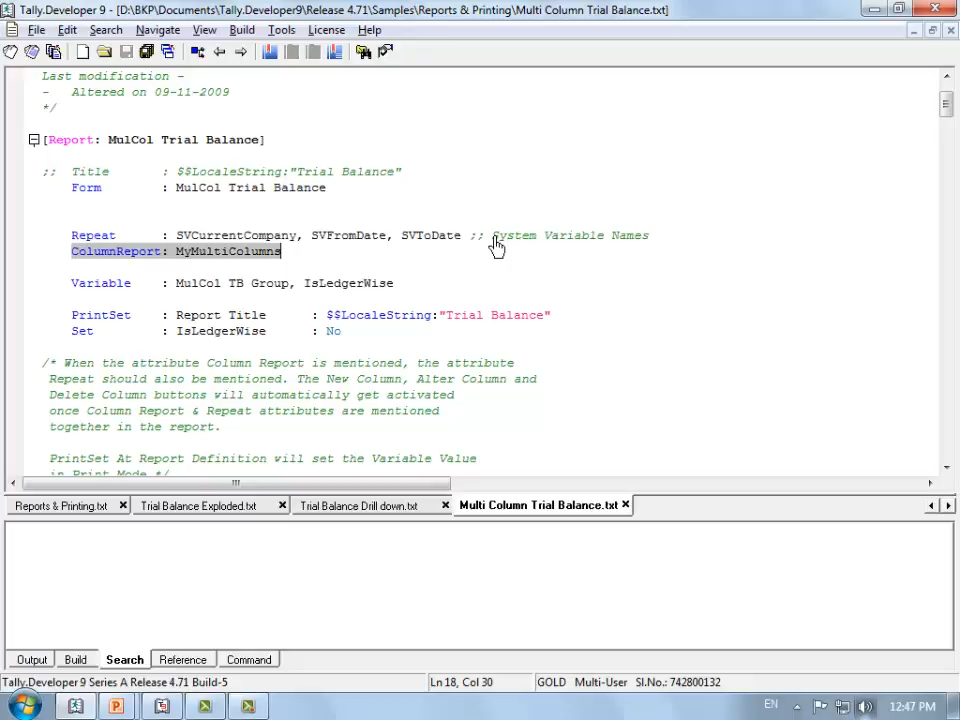 Tally.Developer 9 - [D:\BKP\Documents\Tally.Developer9\Release 4.71\Samples\Reports & Printing\Multi Column Trial Balance.txt]
File Edit Search Navigate View Build Tools License Help
Last modification -
- Altered on 09-11-2009
*/
[Report: MulCol Trial Balance]
;; Title : $$LocaleString:"Trial Balance"
Form : MulCol Trial Balance
Repeat : SVCurrentCompany, SVFromDate, SVToDate ;; System Variable Names
ColumnReport: MyMultiColumns
Variable : MulCol TB Group, IsLedgerWise
PrintSet : Report Title : $$LocaleString:"Trial Balance"
Set : IsLedgerWise : No
/* When the attribute Column Report is mentioned, the attribute
Repeat should also be mentioned. The New Column, Alter Column and
Delete Column buttons will automatically get activated
once Column Report & Repeat attributes are mentioned
together in the report.
PrintSet At Report Definition will set the Variable Value
in Print Mode */
Reports & Printing.txt Trial Balance Exploded.txt Trial Balance Drill down.txt Multi Column Trial Balance.txt
Output Build Search Reference Command
Tally.Developer 9 Series A Release 4.71 Build-5 Ln 18, Col 30 GOLD Multi-User Sl.No.: 742800132
EN 12:47 PM